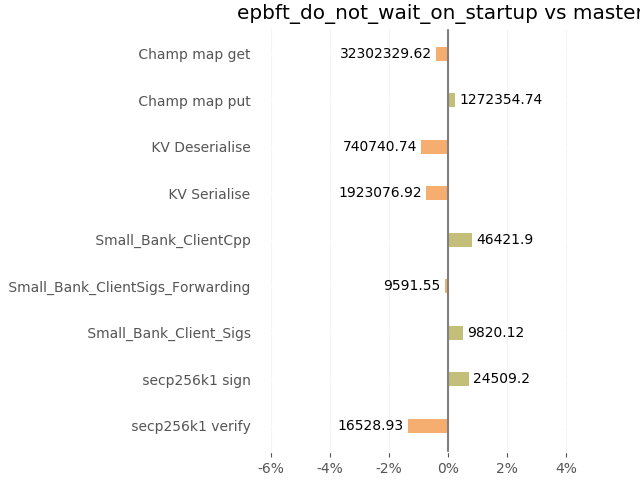 epbft_do_not_wait_on_startup vs master
Champ map get 32302329.62
Champ map put 1272354.74
KV Deserialise 740740.74
KV Serialise 1923076.92
Small_Bank_ClientCpp 46421.9
Small_Bank_ClientSigs_Forwarding 9591.55
Small_Bank_Client_Sigs 9820.12
secp256k1 sign 24509.2
secp256k1 verify 16528.93
-6% -4% -2% 0% 2% 4%